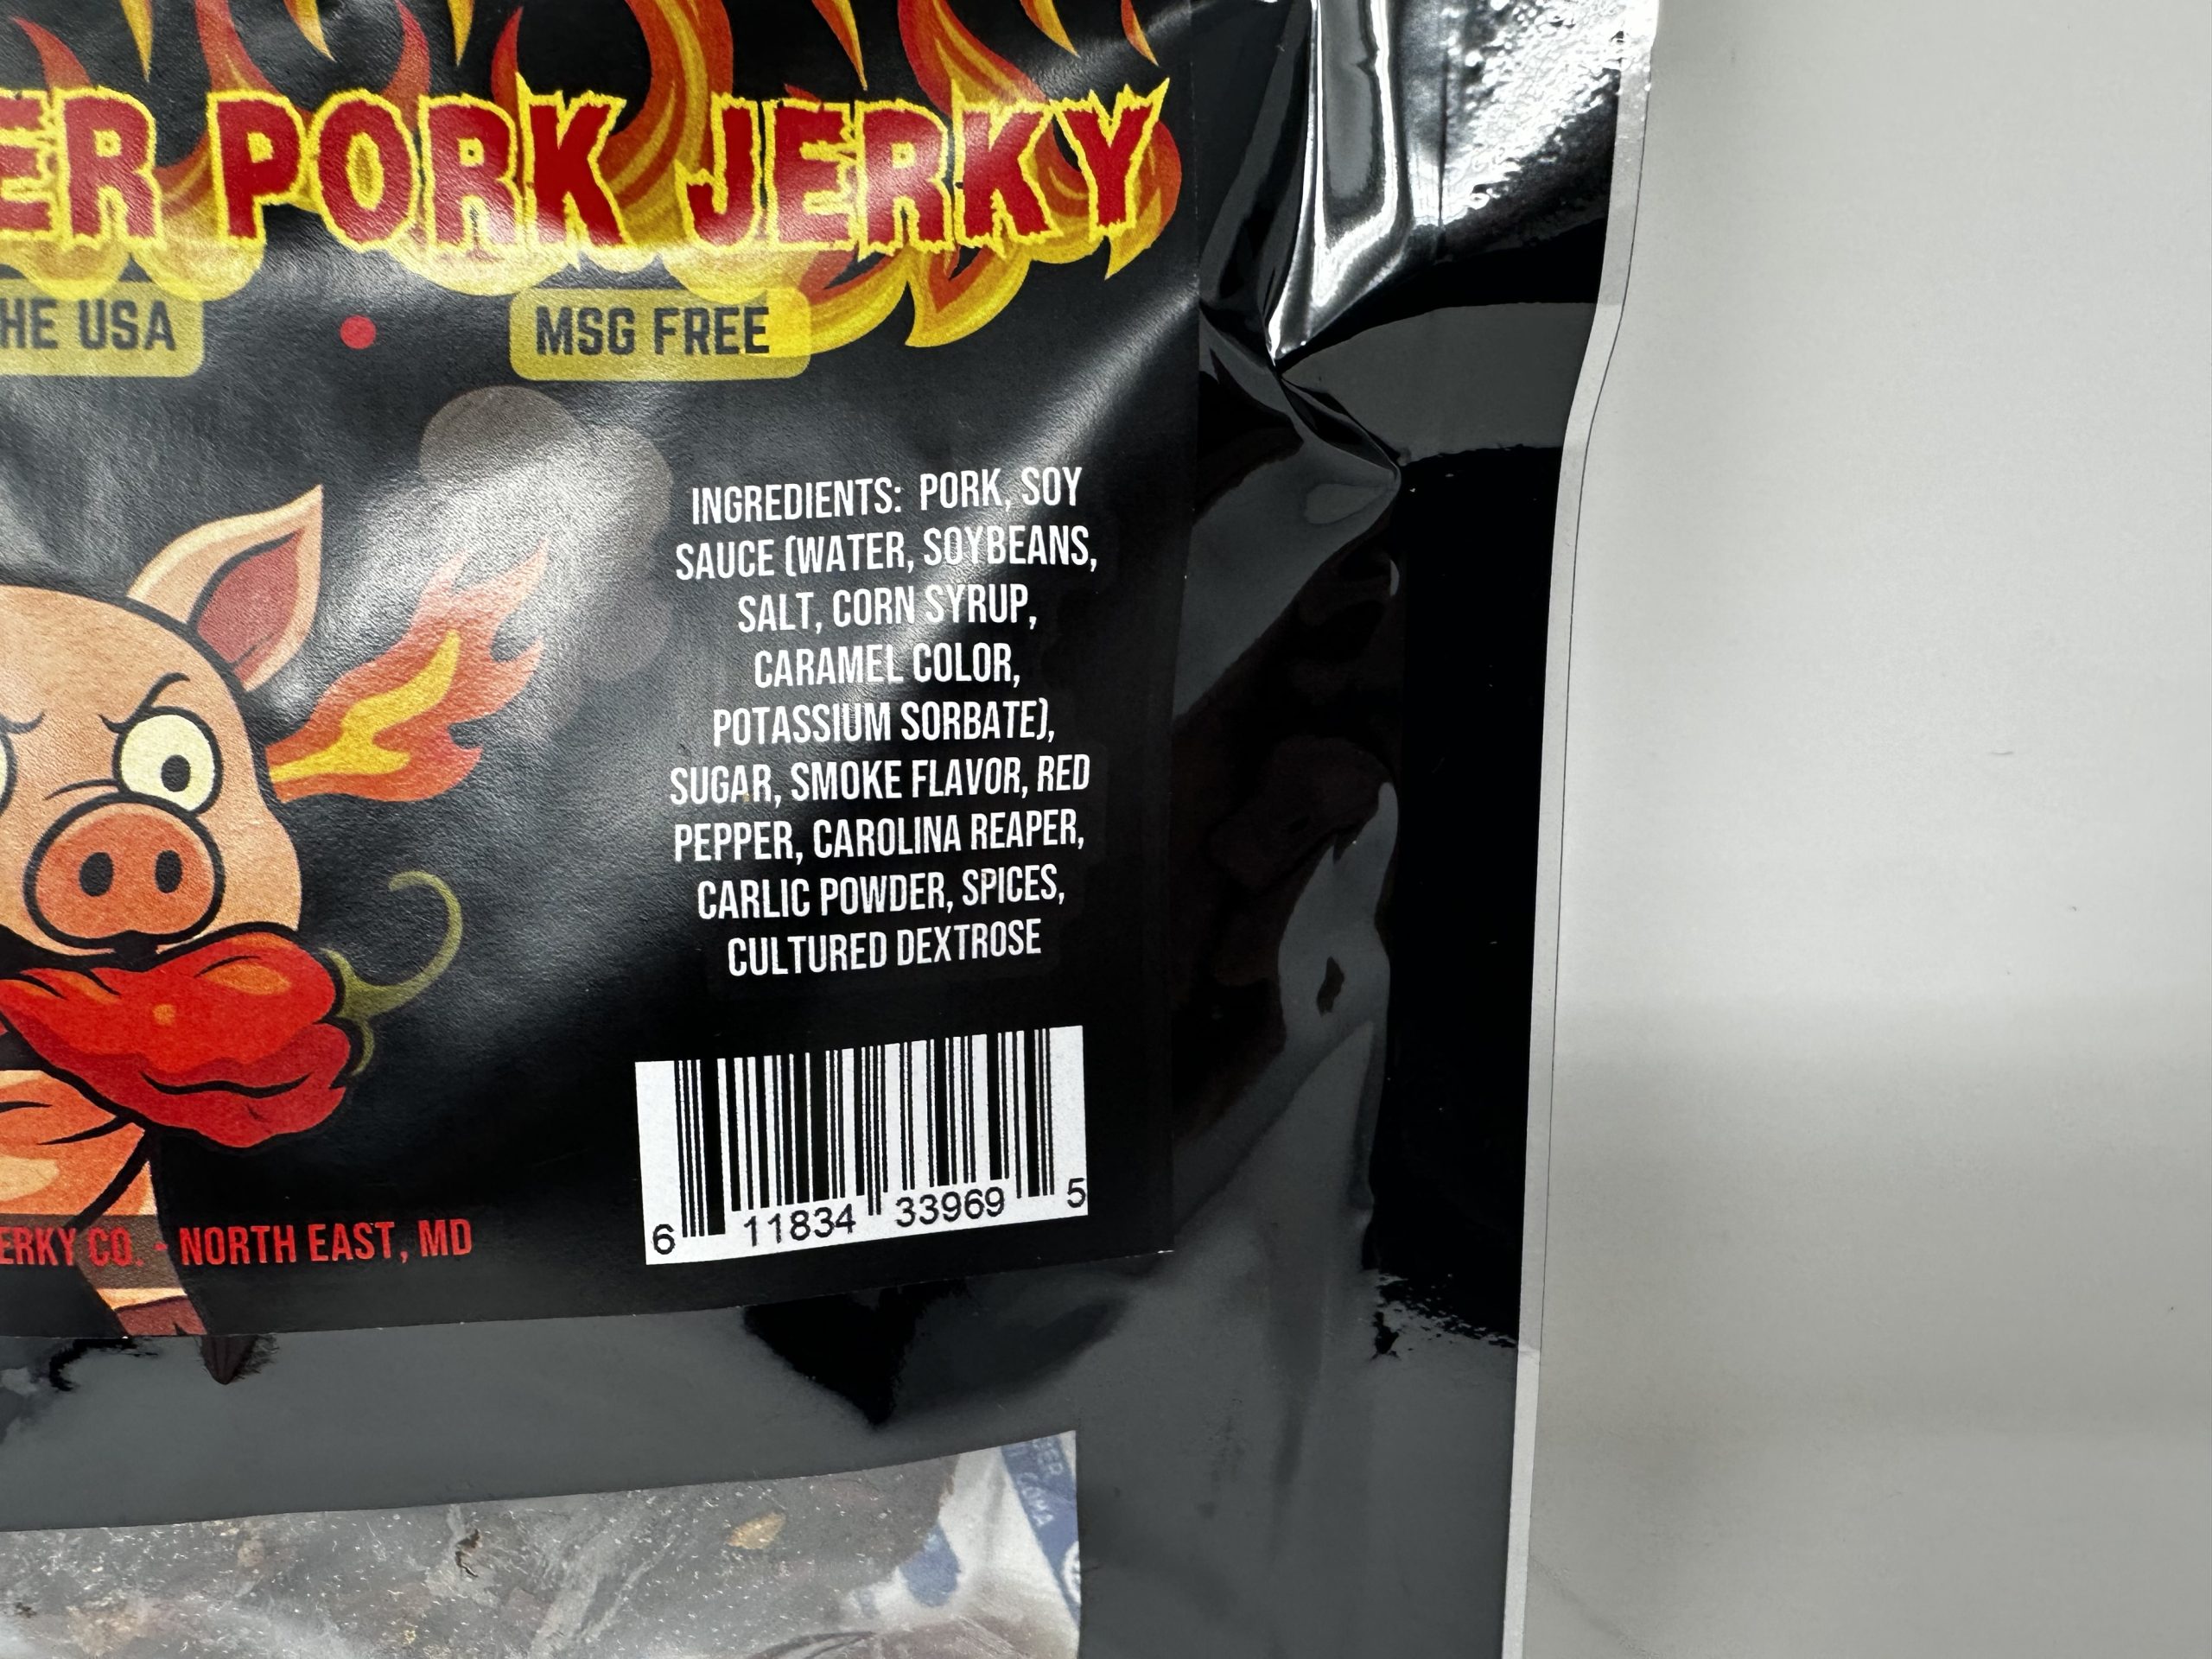 ER PORK JERKY
HE USA
MSG FREE
INGREDIENTS: PORK, SOY
SAUCE (WATER, SOYBEANS,
SALT, CORN SYRUP,
CARAMEL COLOR,
POTASSIUM SORBATE),
SUGAR, SMOKE FLAVOR, RED
PEPPER, CAROLINA REAPER,
CARLIC POWDER, SPICES,
CULTURED DEXTROSE
6 11834 33969 5
ERKY CO. - NORTH EAST, MD